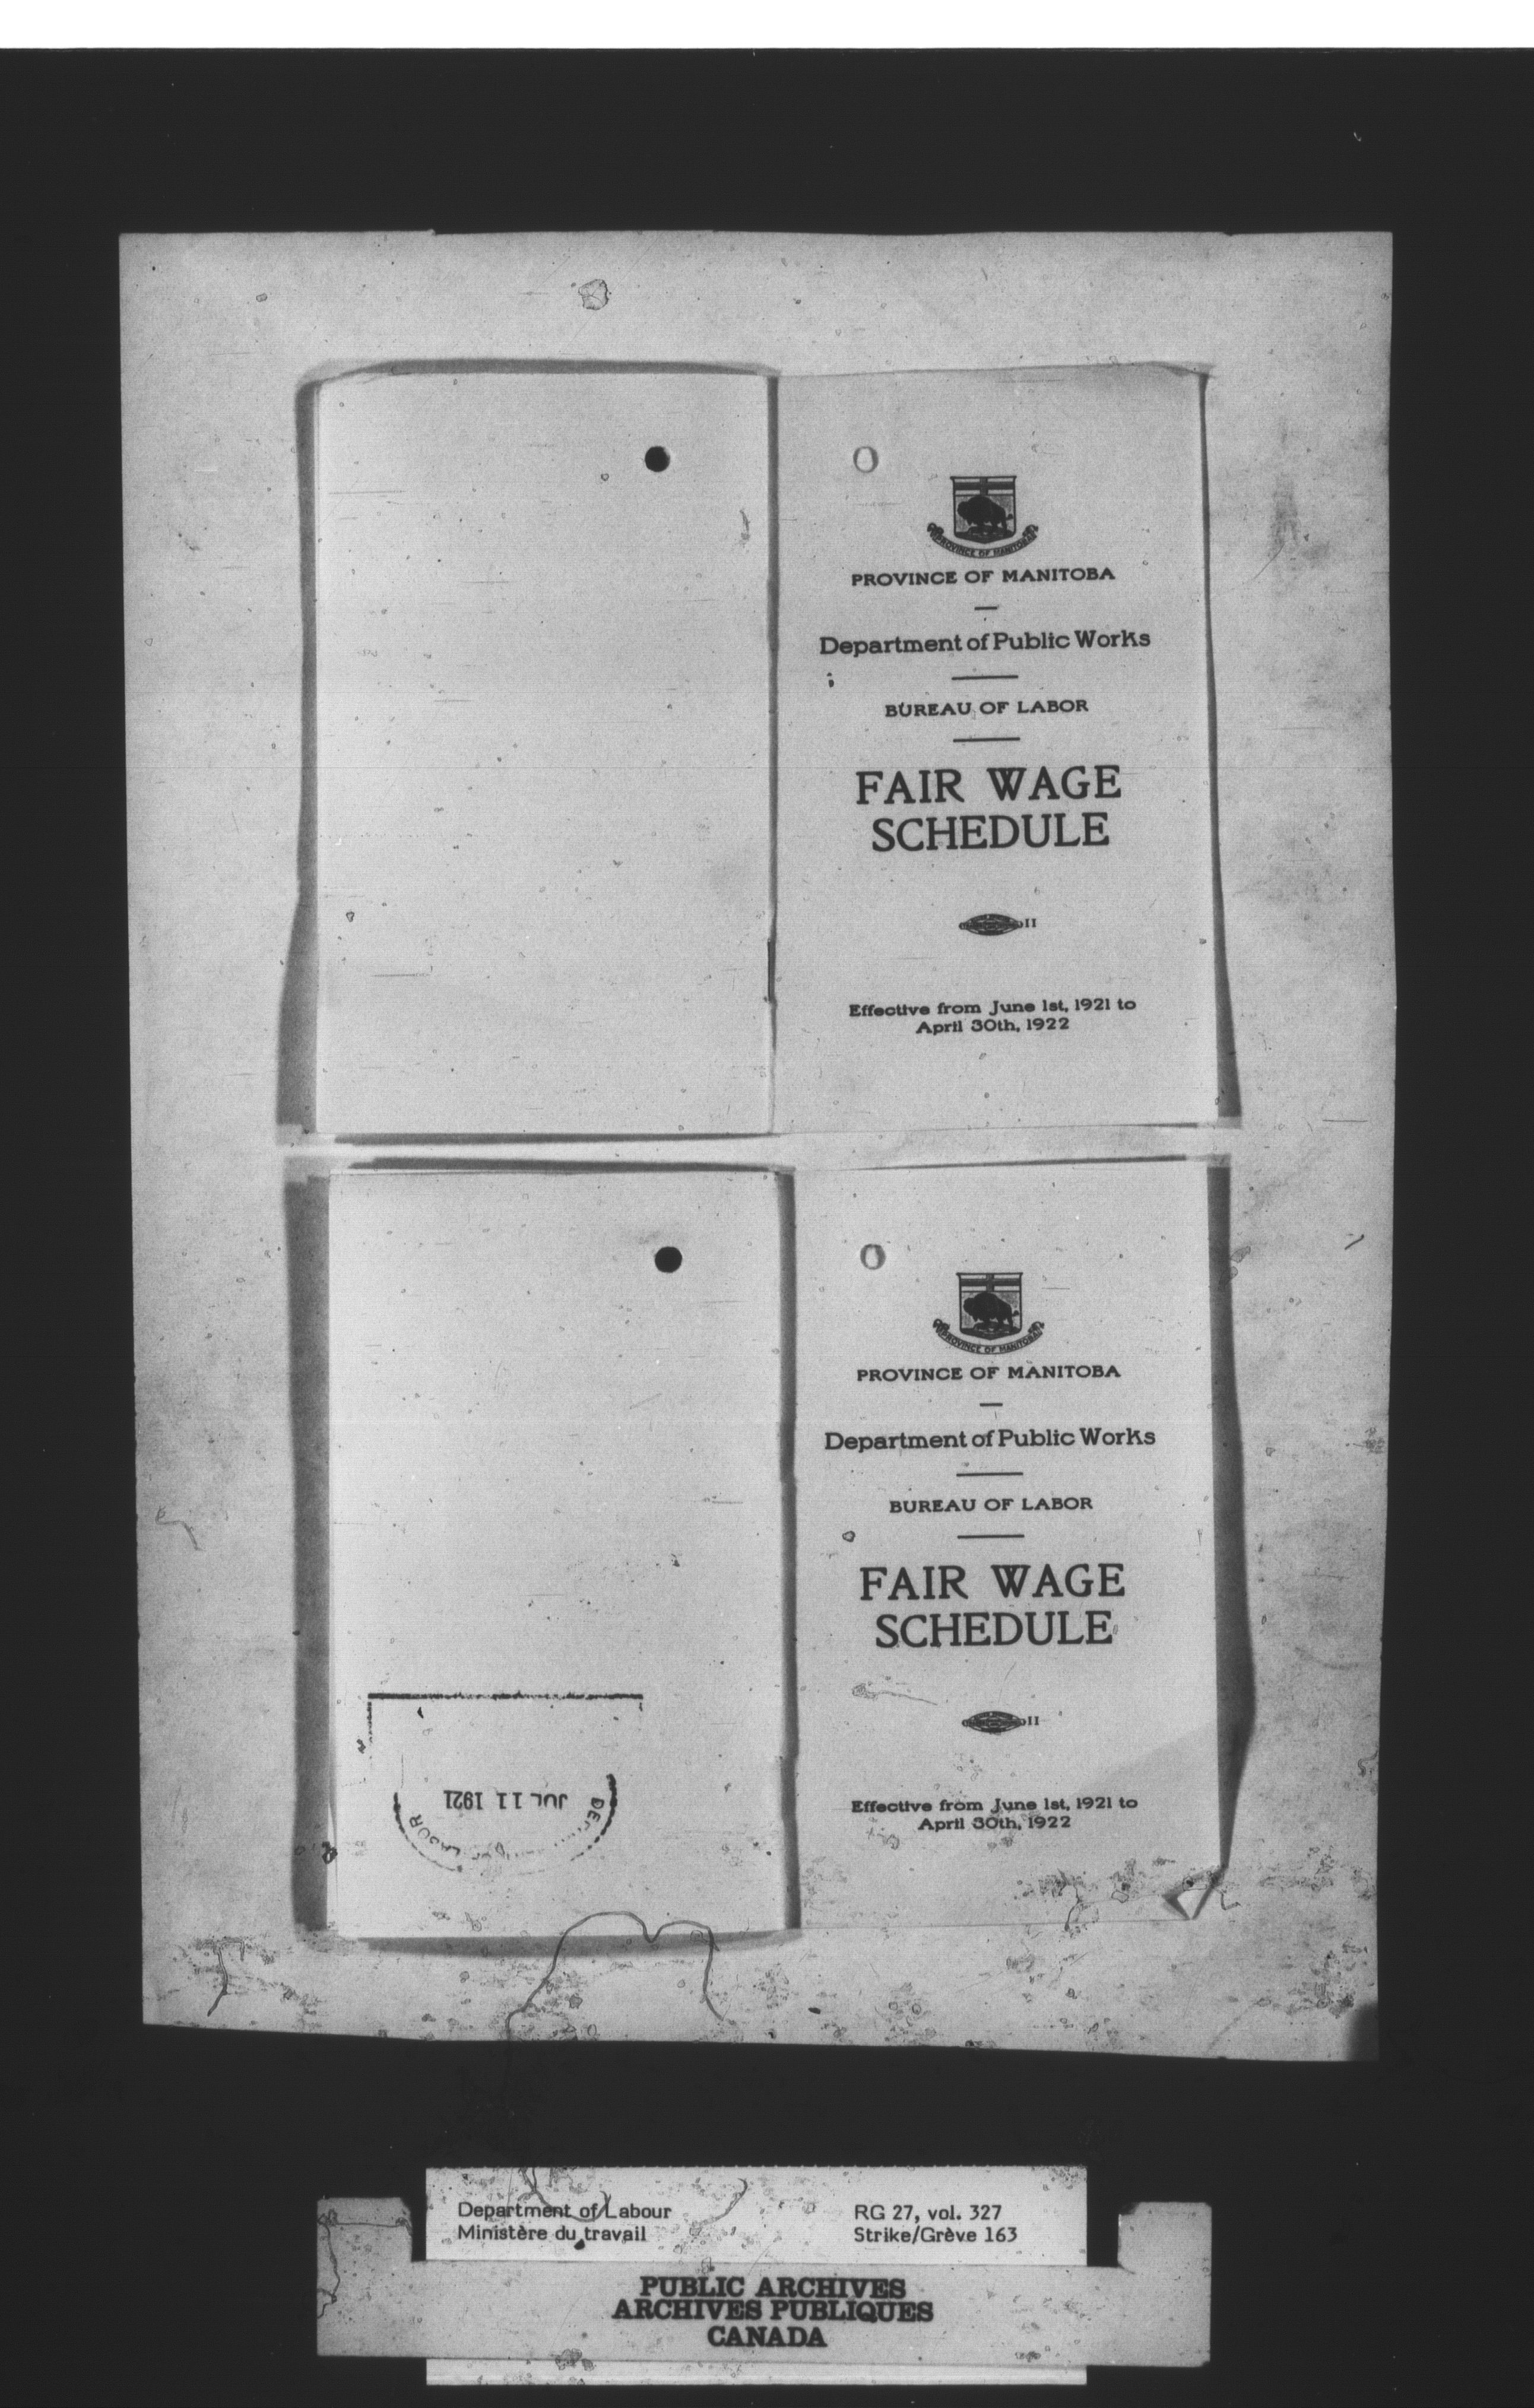 PROVINCE OF MANITOBA
PROVINCE OF MANITOBA
Department of Public Works
BUREAU OF LABOR
FAIR WAGE
SCHEDULE
11
Effective from June 1st, 1921 to
April 30th, 1922
PROVINCE OF MANITOBA
PROVINCE OF MANITOBA
Department of Public Works
BUREAU OF LABOR
FAIR WAGE
SCHEDULE
11
Effective from June 1st, 1921 to
April 30th, 1922
JUL 11 1921
LABOR
Department of Labour
Ministère du travail
RG 27, vol. 327
Strike/Grève 163
PUBLIC ARCHIVES
ARCHIVES PUBLIQUES
CANADA